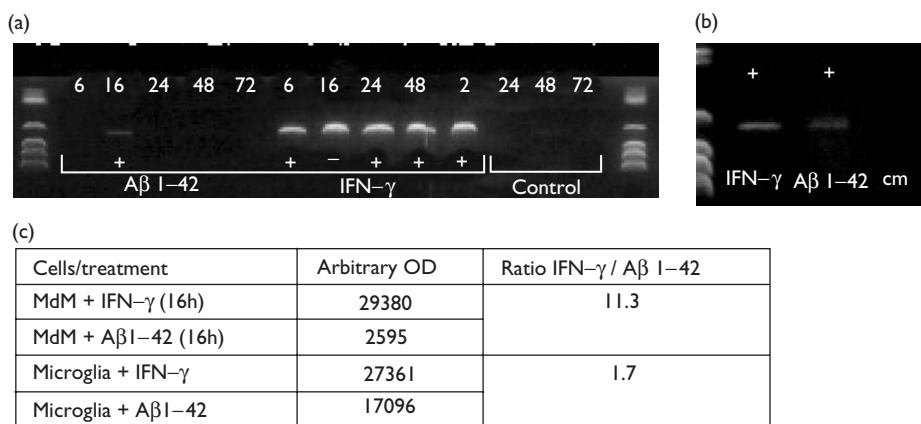 (a)
6 16 24 48 72 6 16 24 48 2 24 48 72
+ + – + + +
Aβ 1–42 IFN–γ Control
(b)
+ +
IFN–γ Aβ 1–42 cm
(c)
Cells/treatment Arbitrary OD Ratio IFN–γ / Aβ 1–42
MdM + IFN–γ (16h) 29380 11.3
MdM + Aβ1–42 (16h) 2595
Microglia + IFN–γ 27361 1.7
Microglia + Aβ1–42 17096